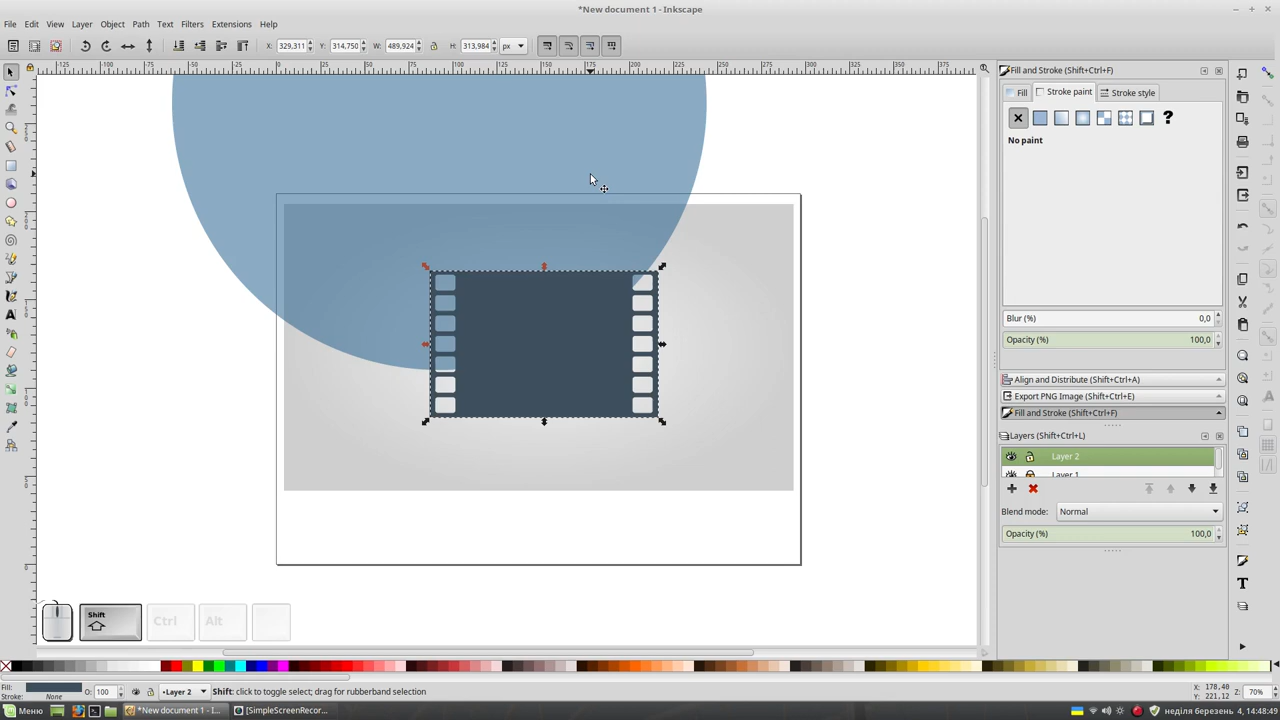 *New document 1 - Inkscape
File Edit View Layer Object Path Text Filters Extensions Help
X: 329,311 Y: 314,750 W: 489,924 H: 313,984 px
Fill and Stroke (Shift+Ctrl+F)
Fill Stroke paint Stroke style
?
No paint
Blur (%) 0,0
Opacity (%) 100,0
Align and Distribute (Shift+Ctrl+A)
Export PNG Image (Shift+Ctrl+E)
Fill and Stroke (Shift+Ctrl+F)
Layers (Shift+Ctrl+L)
Layer 2
Layer 1
Blend mode: Normal
Opacity (%) 100,0
Shift Ctrl Alt
Fill:
Stroke: None
O: 100
•Layer 2
Shift: click to toggle select; drag for rubberband selection
X: 178,40
Y: 221,12
Z: 70%
Меню
*New document 1 - I...
[SimpleScreenRecor...
неділя березень 4, 14:48:49